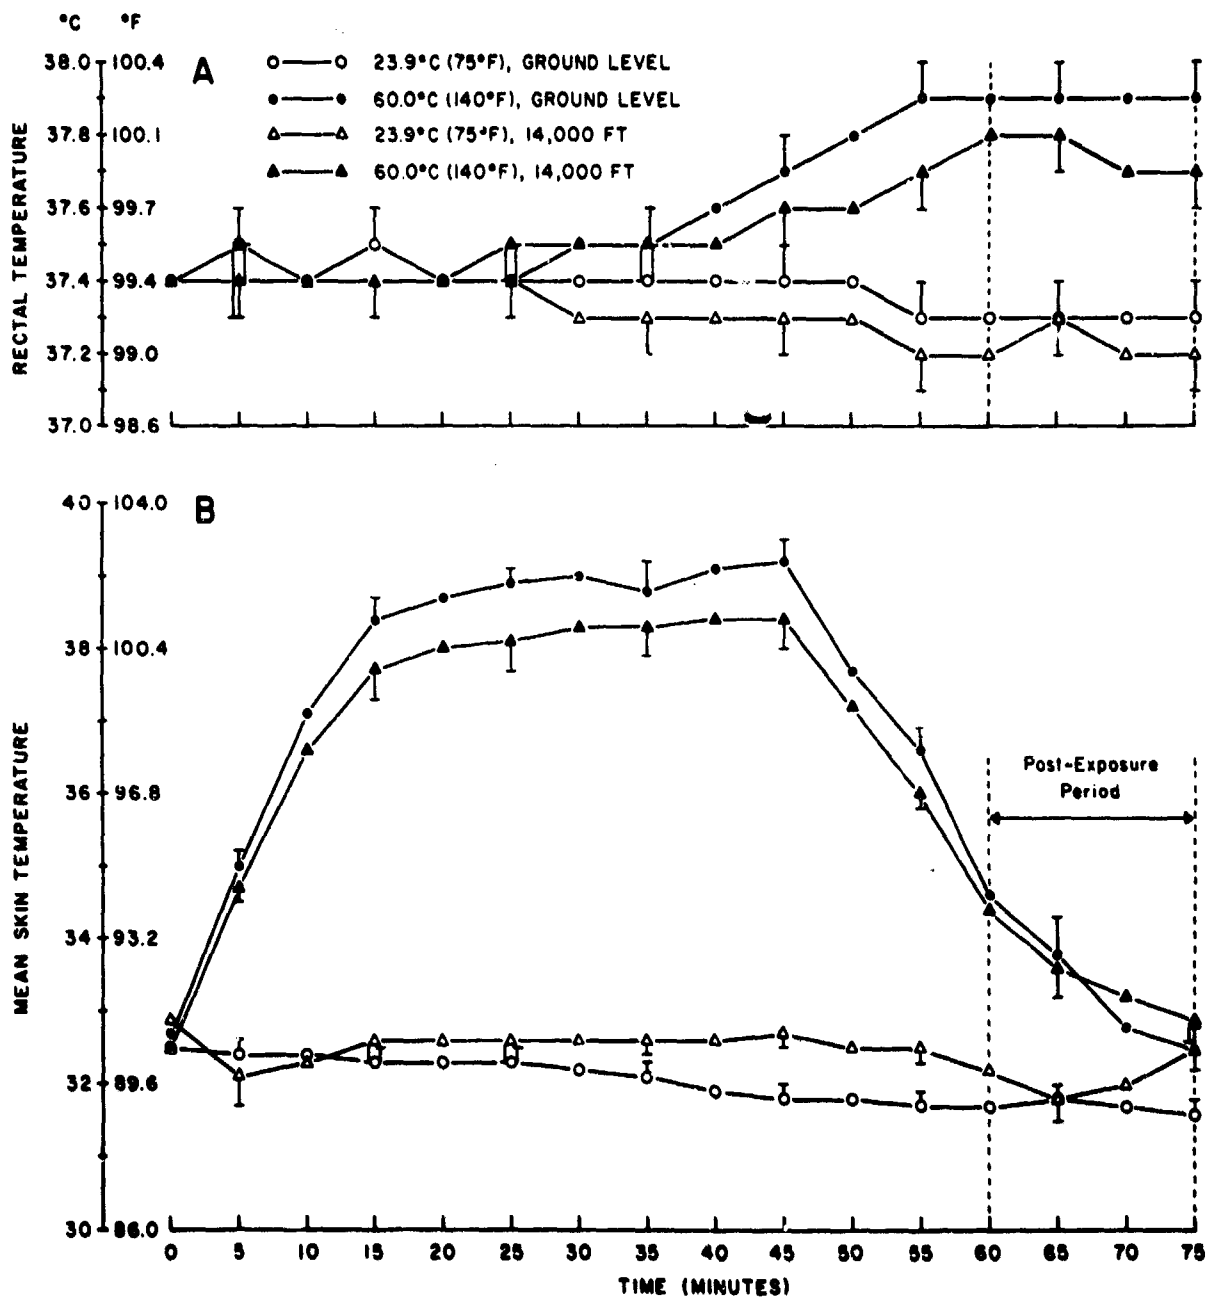 °C °F
A
38.0 100.4
37.8 100.1
37.6 99.7
37.4 99.4
37.2 99.0
37.0 98.6
RECTAL TEMPERATURE
23.9°C (75°F), GROUND LEVEL
60.0°C (140°F), GROUND LEVEL
23.9°C (75°F), 14,000 FT
60.0°C (140°F), 14,000 FT
B
40 104.0
38 100.4
36 96.8
34 93.2
32 89.6
30 86.0
MEAN SKIN TEMPERATURE
Post-Exposure
Period
0 5 10 15 20 25 30 35 40 45 50 55 60 65 70 75
TIME (MINUTES)